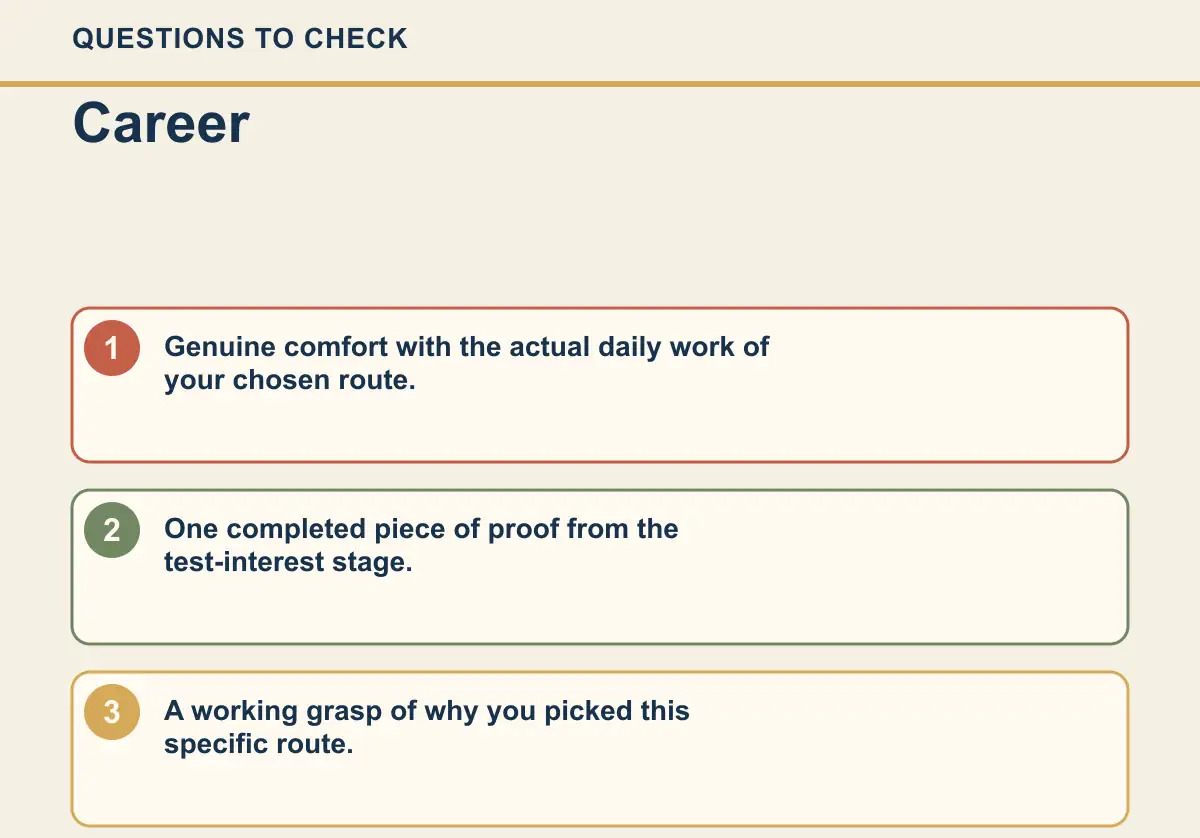 QUESTIONS TO CHECK
Career
1
Genuine comfort with the actual daily work of
your chosen route.
2
One completed piece of proof from the
test-interest stage.
3
A working grasp of why you picked this
specific route.